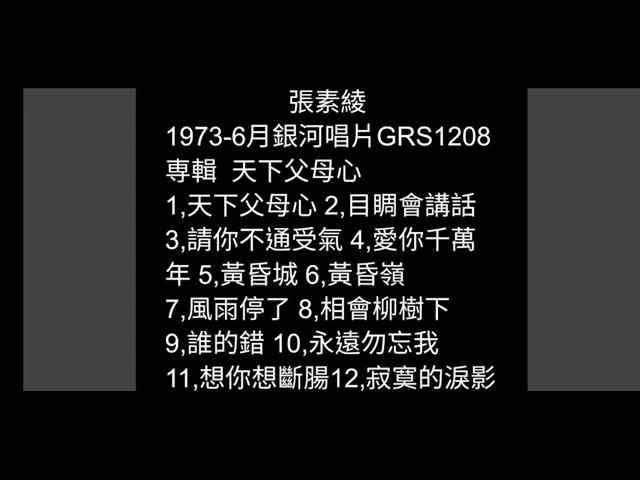 張素綾
1973-6月銀河唱片GRS1208
專輯 天下父母心
1,天下父母心 2,目睭會講話
3,請你不通受氣 4,愛你千萬
年 5,黃昏城 6,黃昏嶺
7,風雨停了 8,相會柳樹下
9,誰的錯 10,永遠勿忘我
11,想你想斷腸12,寂寞的淚影